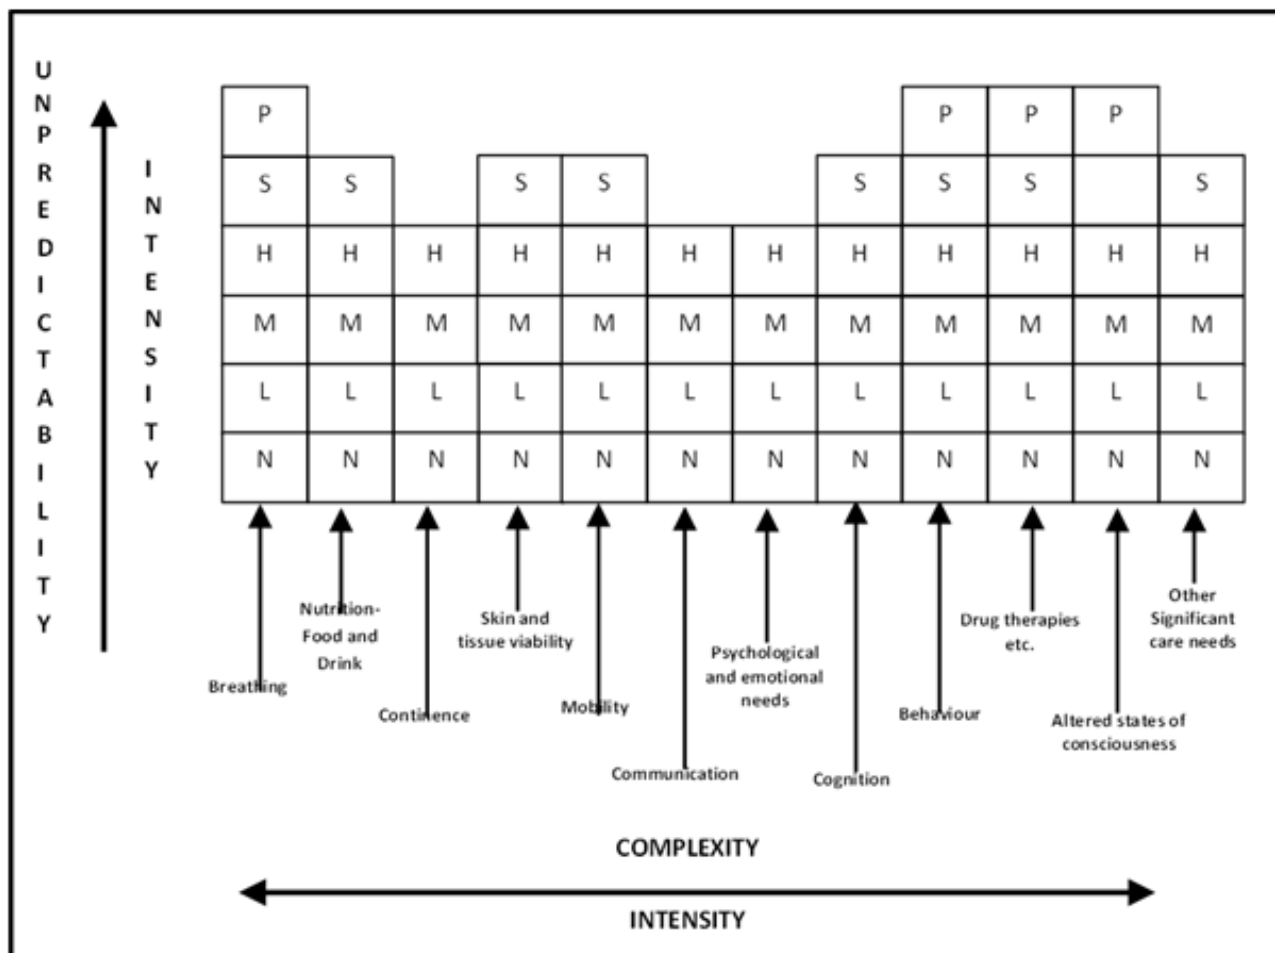 UNPREDICTABILITY
INTENSITY
P P P P
S S S S S S S S
H H H H H H H H H H H H
M M M M M M M M M M M M
L L L L L L L L L L L L
N N N N N N N N N N N N
Breathing
Nutrition-
Food and
Drink
Continence
Skin and
tissue viability
Mobility
Communication
Psychological
and emotional
needs
Cognition
Behaviour
Drug therapies
etc.
Altered states of
consciousness
Other
Significant
care needs
COMPLEXITY
INTENSITY